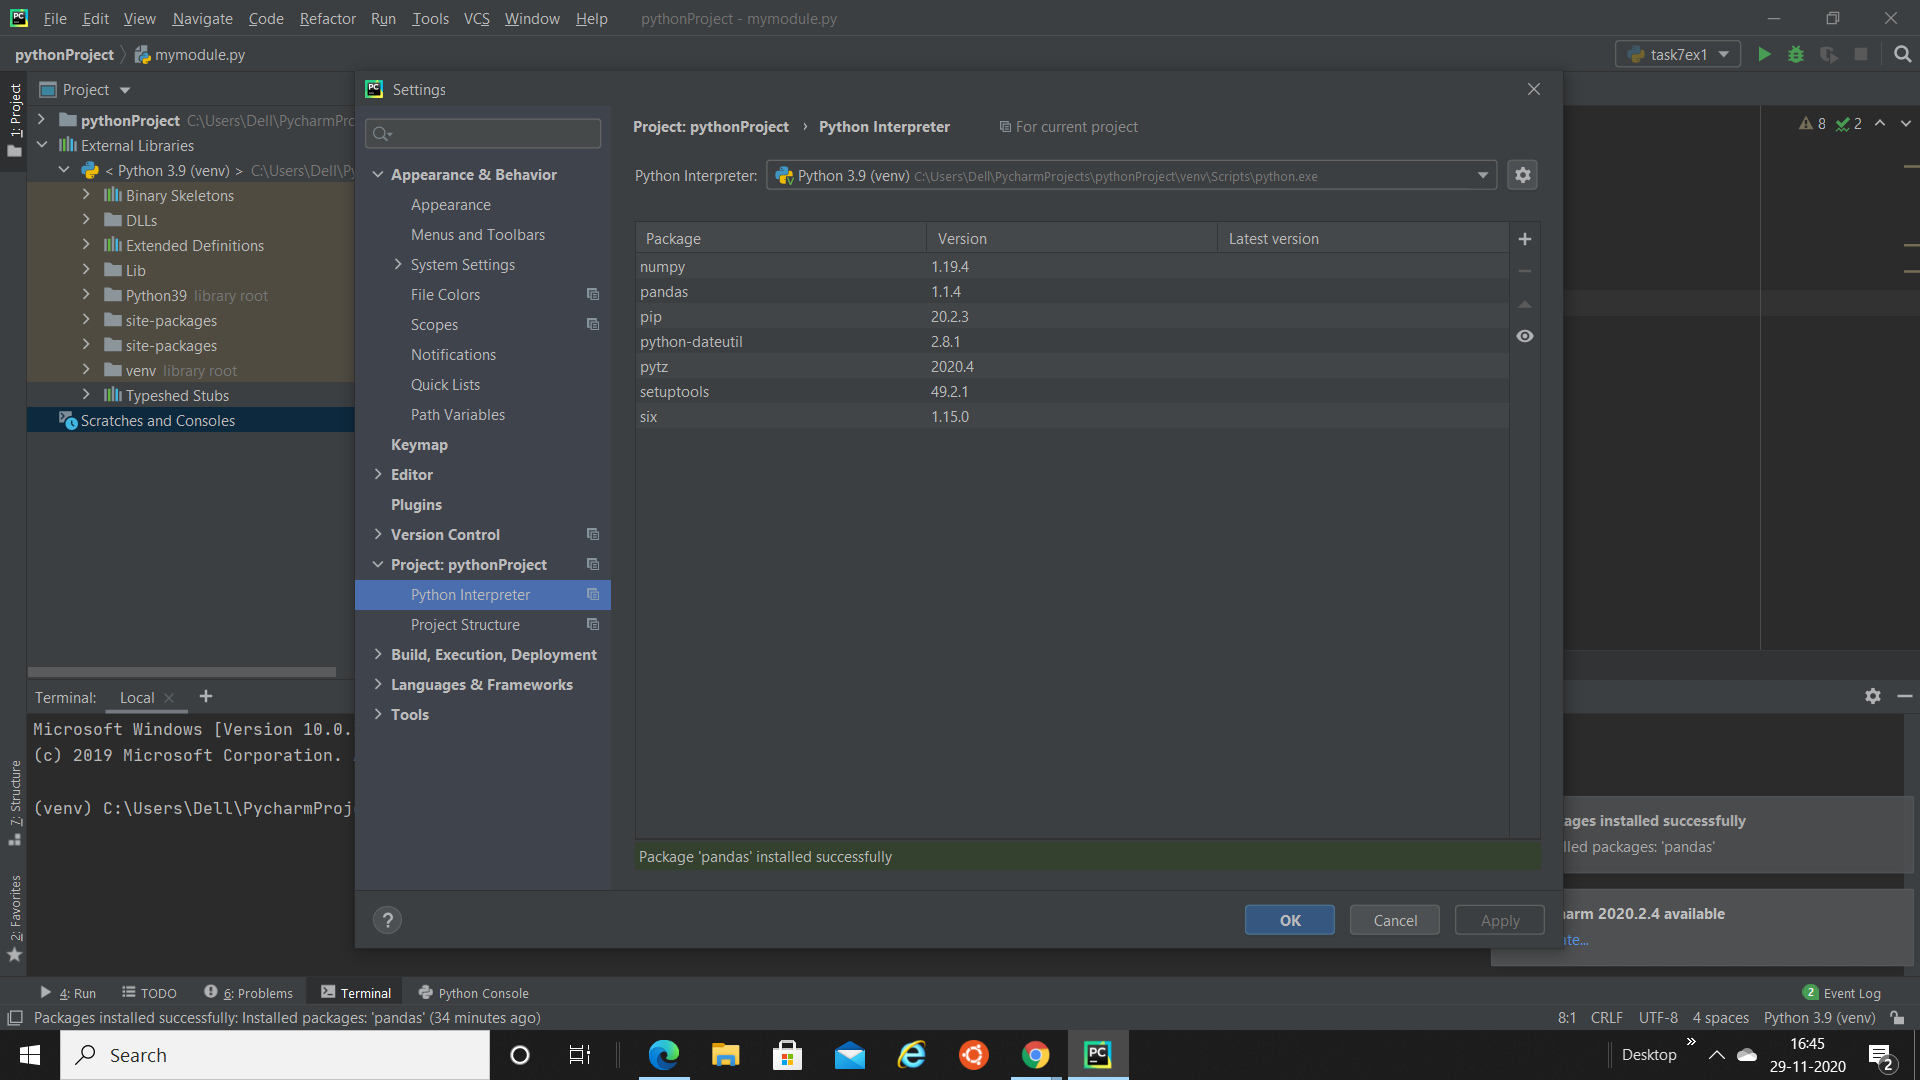 File Edit View Navigate Code Refactor Run Tools VCS Window Help pythonProject - mymodule.py
pythonProject mymodule.py task7ex1
1: Project
Project
pythonProject C:\Users\Dell\PycharmPro
External Libraries
< Python 3.9 (venv) > C:\Users\Dell\Py
Binary Skeletons
DLLs
Extended Definitions
Lib
Python39 library root
site-packages
site-packages
venv library root
Typeshed Stubs
Scratches and Consoles
Settings
Appearance & Behavior
Appearance
Menus and Toolbars
System Settings
File Colors
Scopes
Notifications
Quick Lists
Path Variables
Keymap
Editor
Plugins
Version Control
Project: pythonProject
Python Interpreter
Project Structure
Build, Execution, Deployment
Languages & Frameworks
Tools
Project: pythonProject › Python Interpreter For current project
Python Interpreter: Python 3.9 (venv) C:\Users\Dell\PycharmProjects\pythonProject\venv\Scripts\python.exe
Package Version Latest version
numpy 1.19.4
pandas 1.1.4
pip 20.2.3
python-dateutil 2.8.1
pytz 2020.4
setuptools 49.2.1
six 1.15.0
Package 'pandas' installed successfully
? OK Cancel Apply
8 2
Terminal: Local
Microsoft Windows [Version 10.0.
(c) 2019 Microsoft Corporation.
(venv) C:\Users\Dell\PycharmProj
7: Structure
2: Favorites
ages installed successfully
lled packages: 'pandas'
arm 2020.2.4 available
te...
4: Run TODO 6: Problems Terminal Python Console 2 Event Log
Packages installed successfully: Installed packages: 'pandas' (34 minutes ago) 8:1 CRLF UTF-8 4 spaces Python 3.9 (venv)
Search PC Desktop 16:45
29-11-2020 2